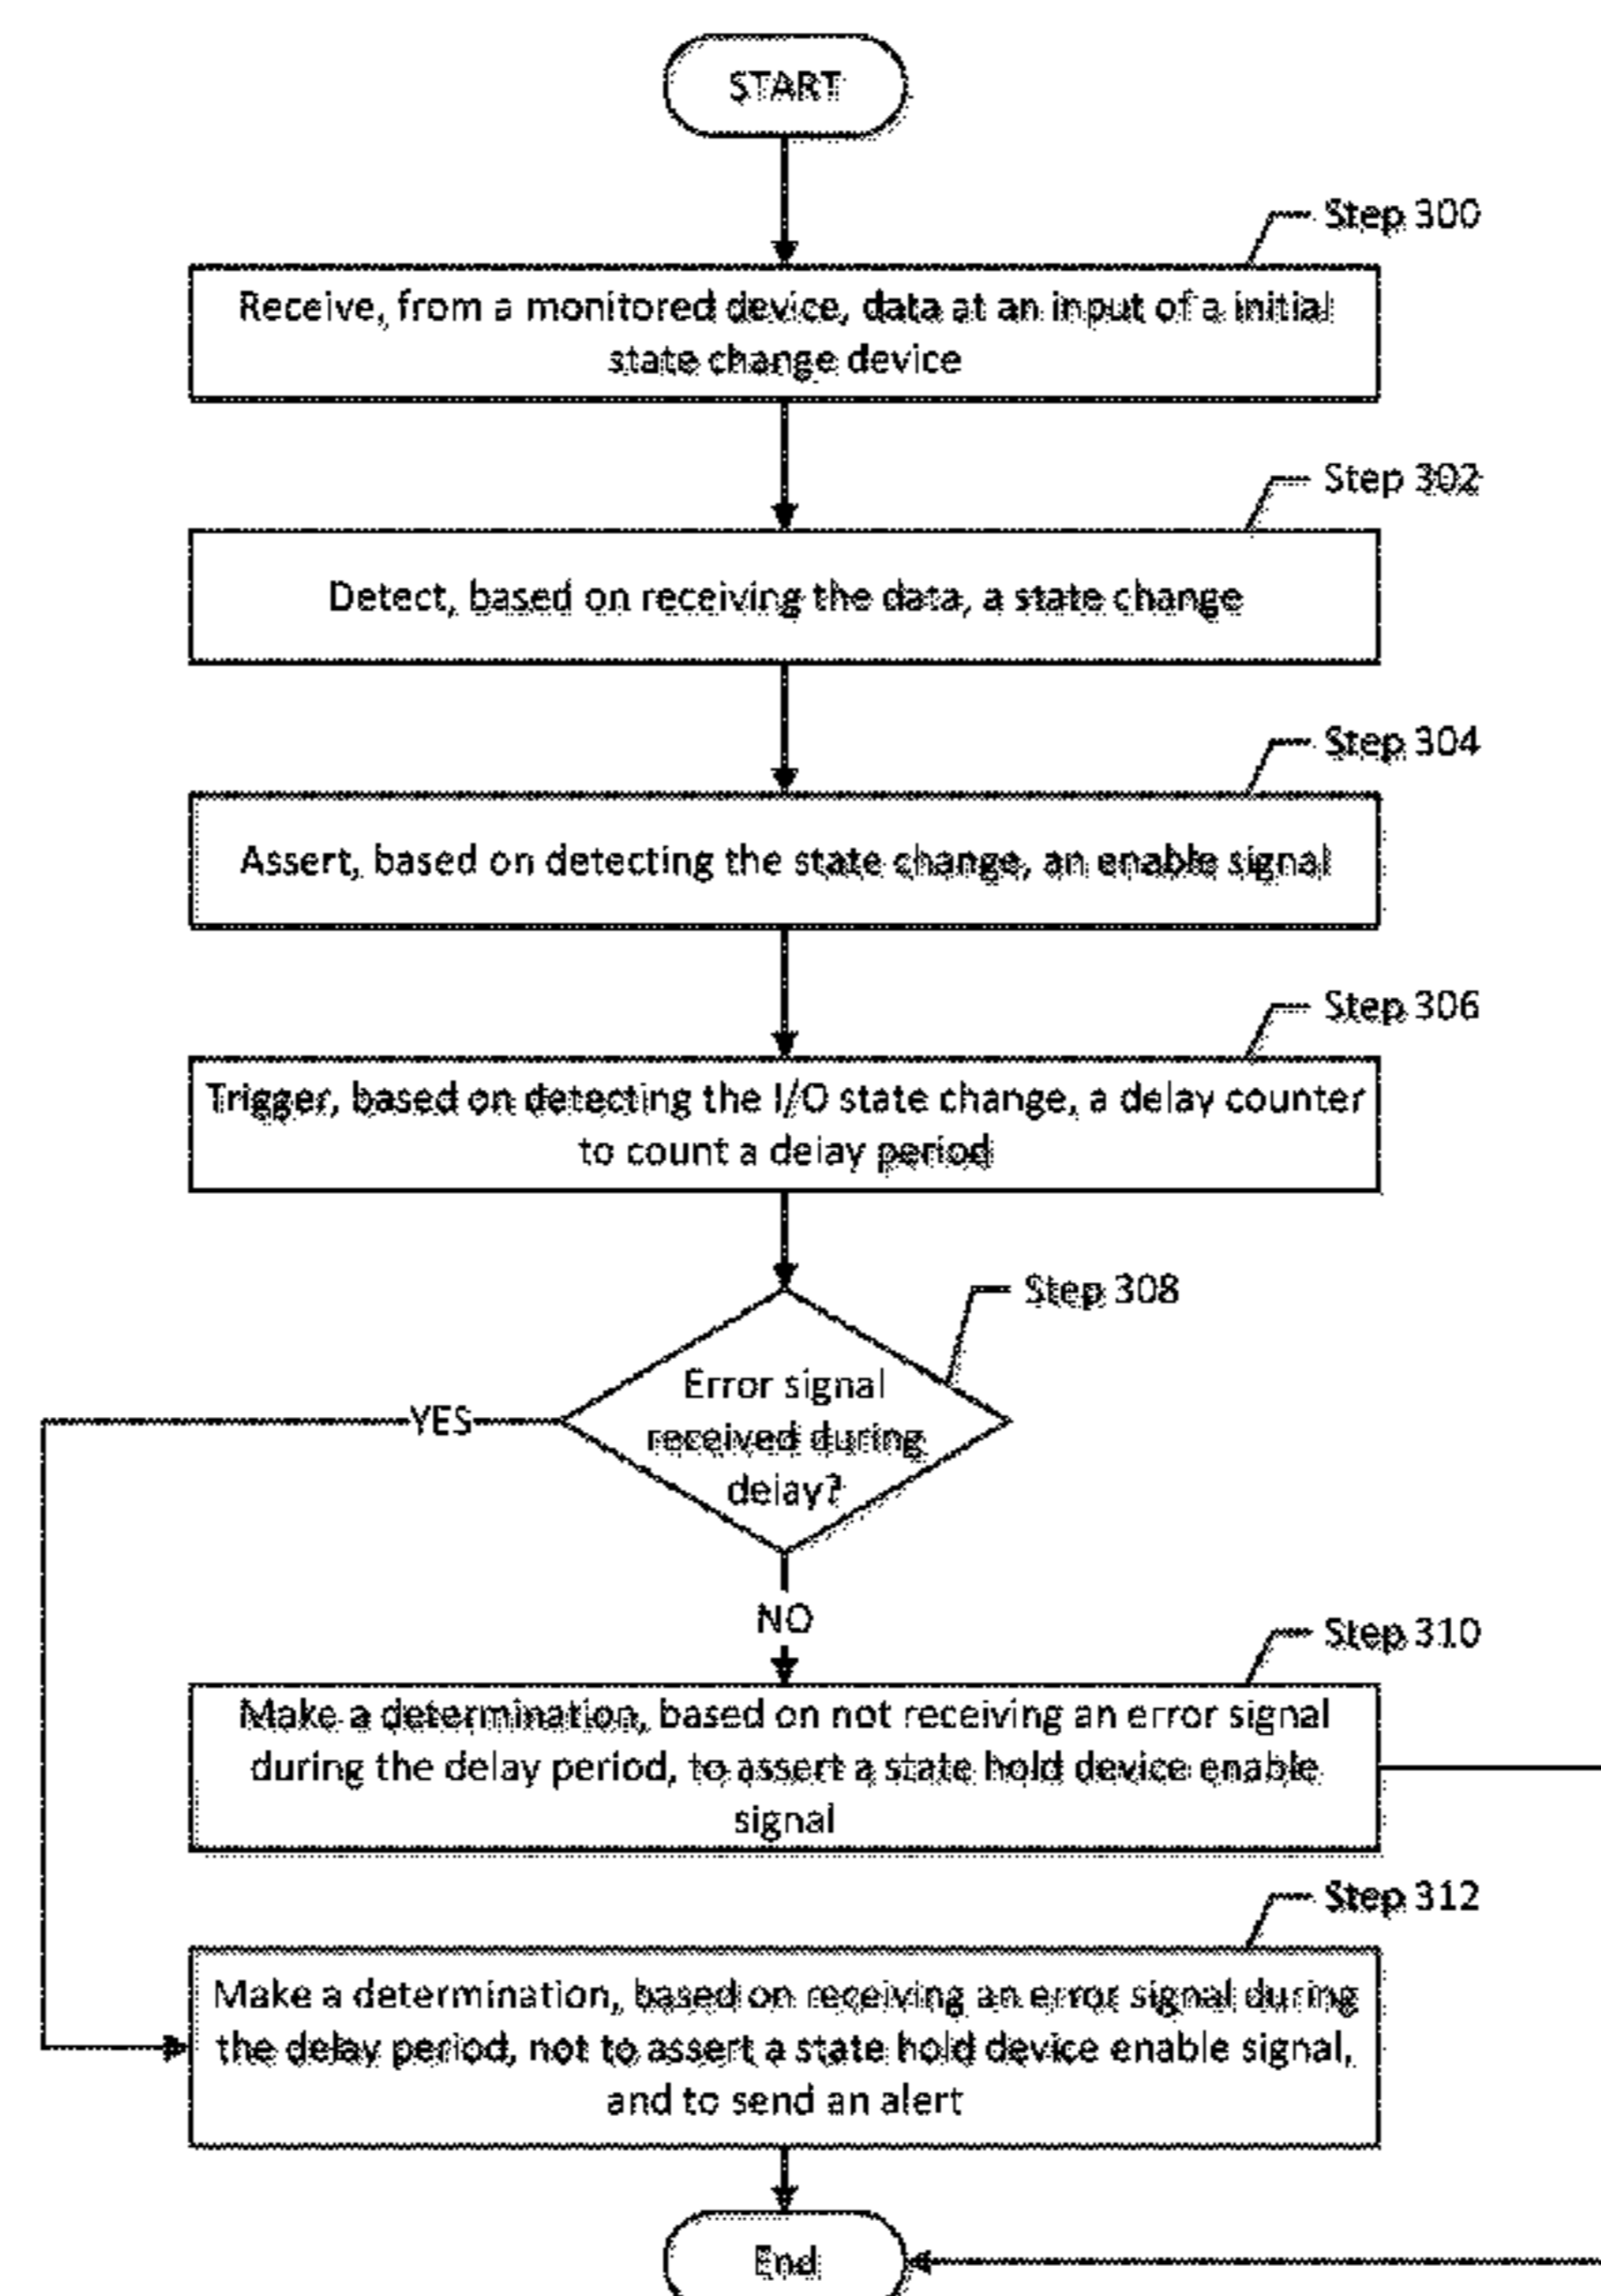 START
Step 300
Receive, from a monitored device, data at an input of a initial
state change device
Step 302
Detect, based on receiving the data, a state change
Step 304
Assert, based on detecting the state change, an enable signal
Step 306
Trigger, based on detecting the I/O state change, a delay counter
to count a delay period
Step 308
Error signal
received during
delay?
YES
NO
Step 310
Make a determination, based on not receiving an error signal
during the delay period, to assert a state hold device enable
signal
Step 312
Make a determination, based on receiving an error signal during
the delay period, not to assert a state hold device enable signal,
and to send an alert
End